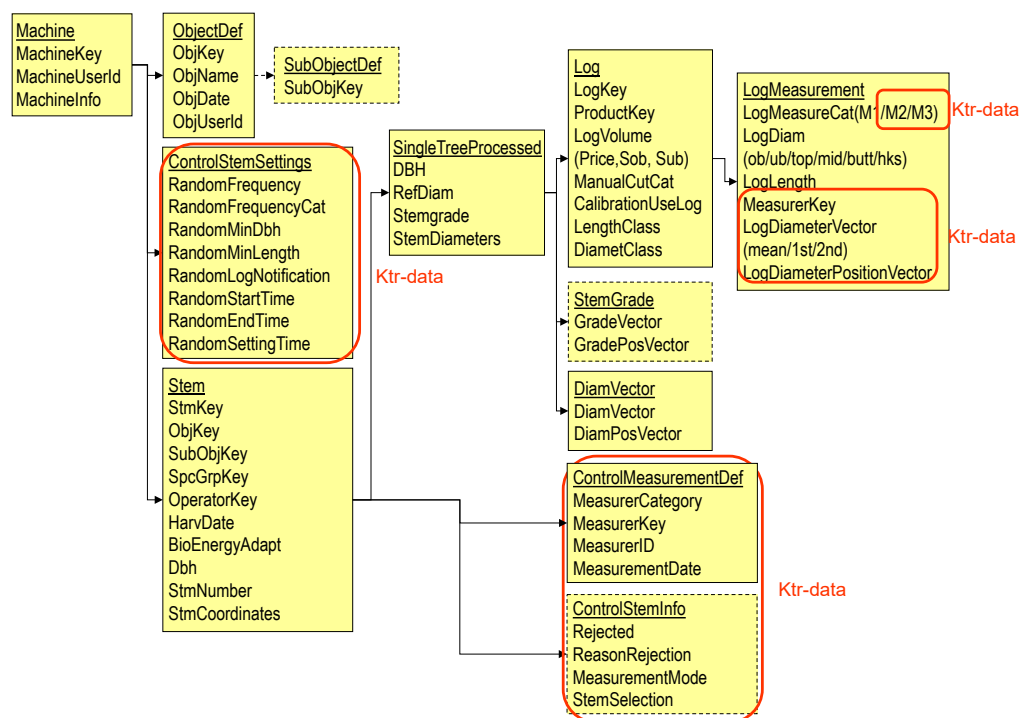 Machine
MachineKey
MachineUserId
MachineInfo
ObjectDef
ObjKey
ObjName
ObjDate
ObjUserId
SubObjectDef
SubObjKey
ControlStemSettings
RandomFrequency
RandomFrequencyCat
RandomMinDbh
RandomMinLength
RandomLogNotification
RandomStartTime
RandomEndTime
RandomSettingTime
Ktr-data
Stem
StmKey
ObjKey
SubObjKey
SpcGrpKey
OperatorKey
HarvDate
BioEnergyAdapt
Dbh
StmNumber
StmCoordinates
SingleTreeProcessed
DBH
RefDiam
Stemgrade
StemDiameters
Log
LogKey
ProductKey
LogVolume
(Price,Sob, Sub)
ManualCutCat
CalibrationUseLog
LengthClass
DiametClass
LogMeasurement
LogMeasureCat(M1/M2/M3)
LogDiam
(ob/ub/top/mid/butt/hks)
LogLength
MeasurerKey
LogDiameterVector
(mean/1st/2nd)
LogDiameterPositionVector
Ktr-data
Ktr-data
StemGrade
GradeVector
GradePosVector
DiamVector
DiamVector
DiamPosVector
ControlMeasurementDef
MeasurerCategory
MeasurerKey
MeasurerID
MeasurementDate
ControlStemInfo
Rejected
ReasonRejection
MeasurementMode
StemSelection
Ktr-data